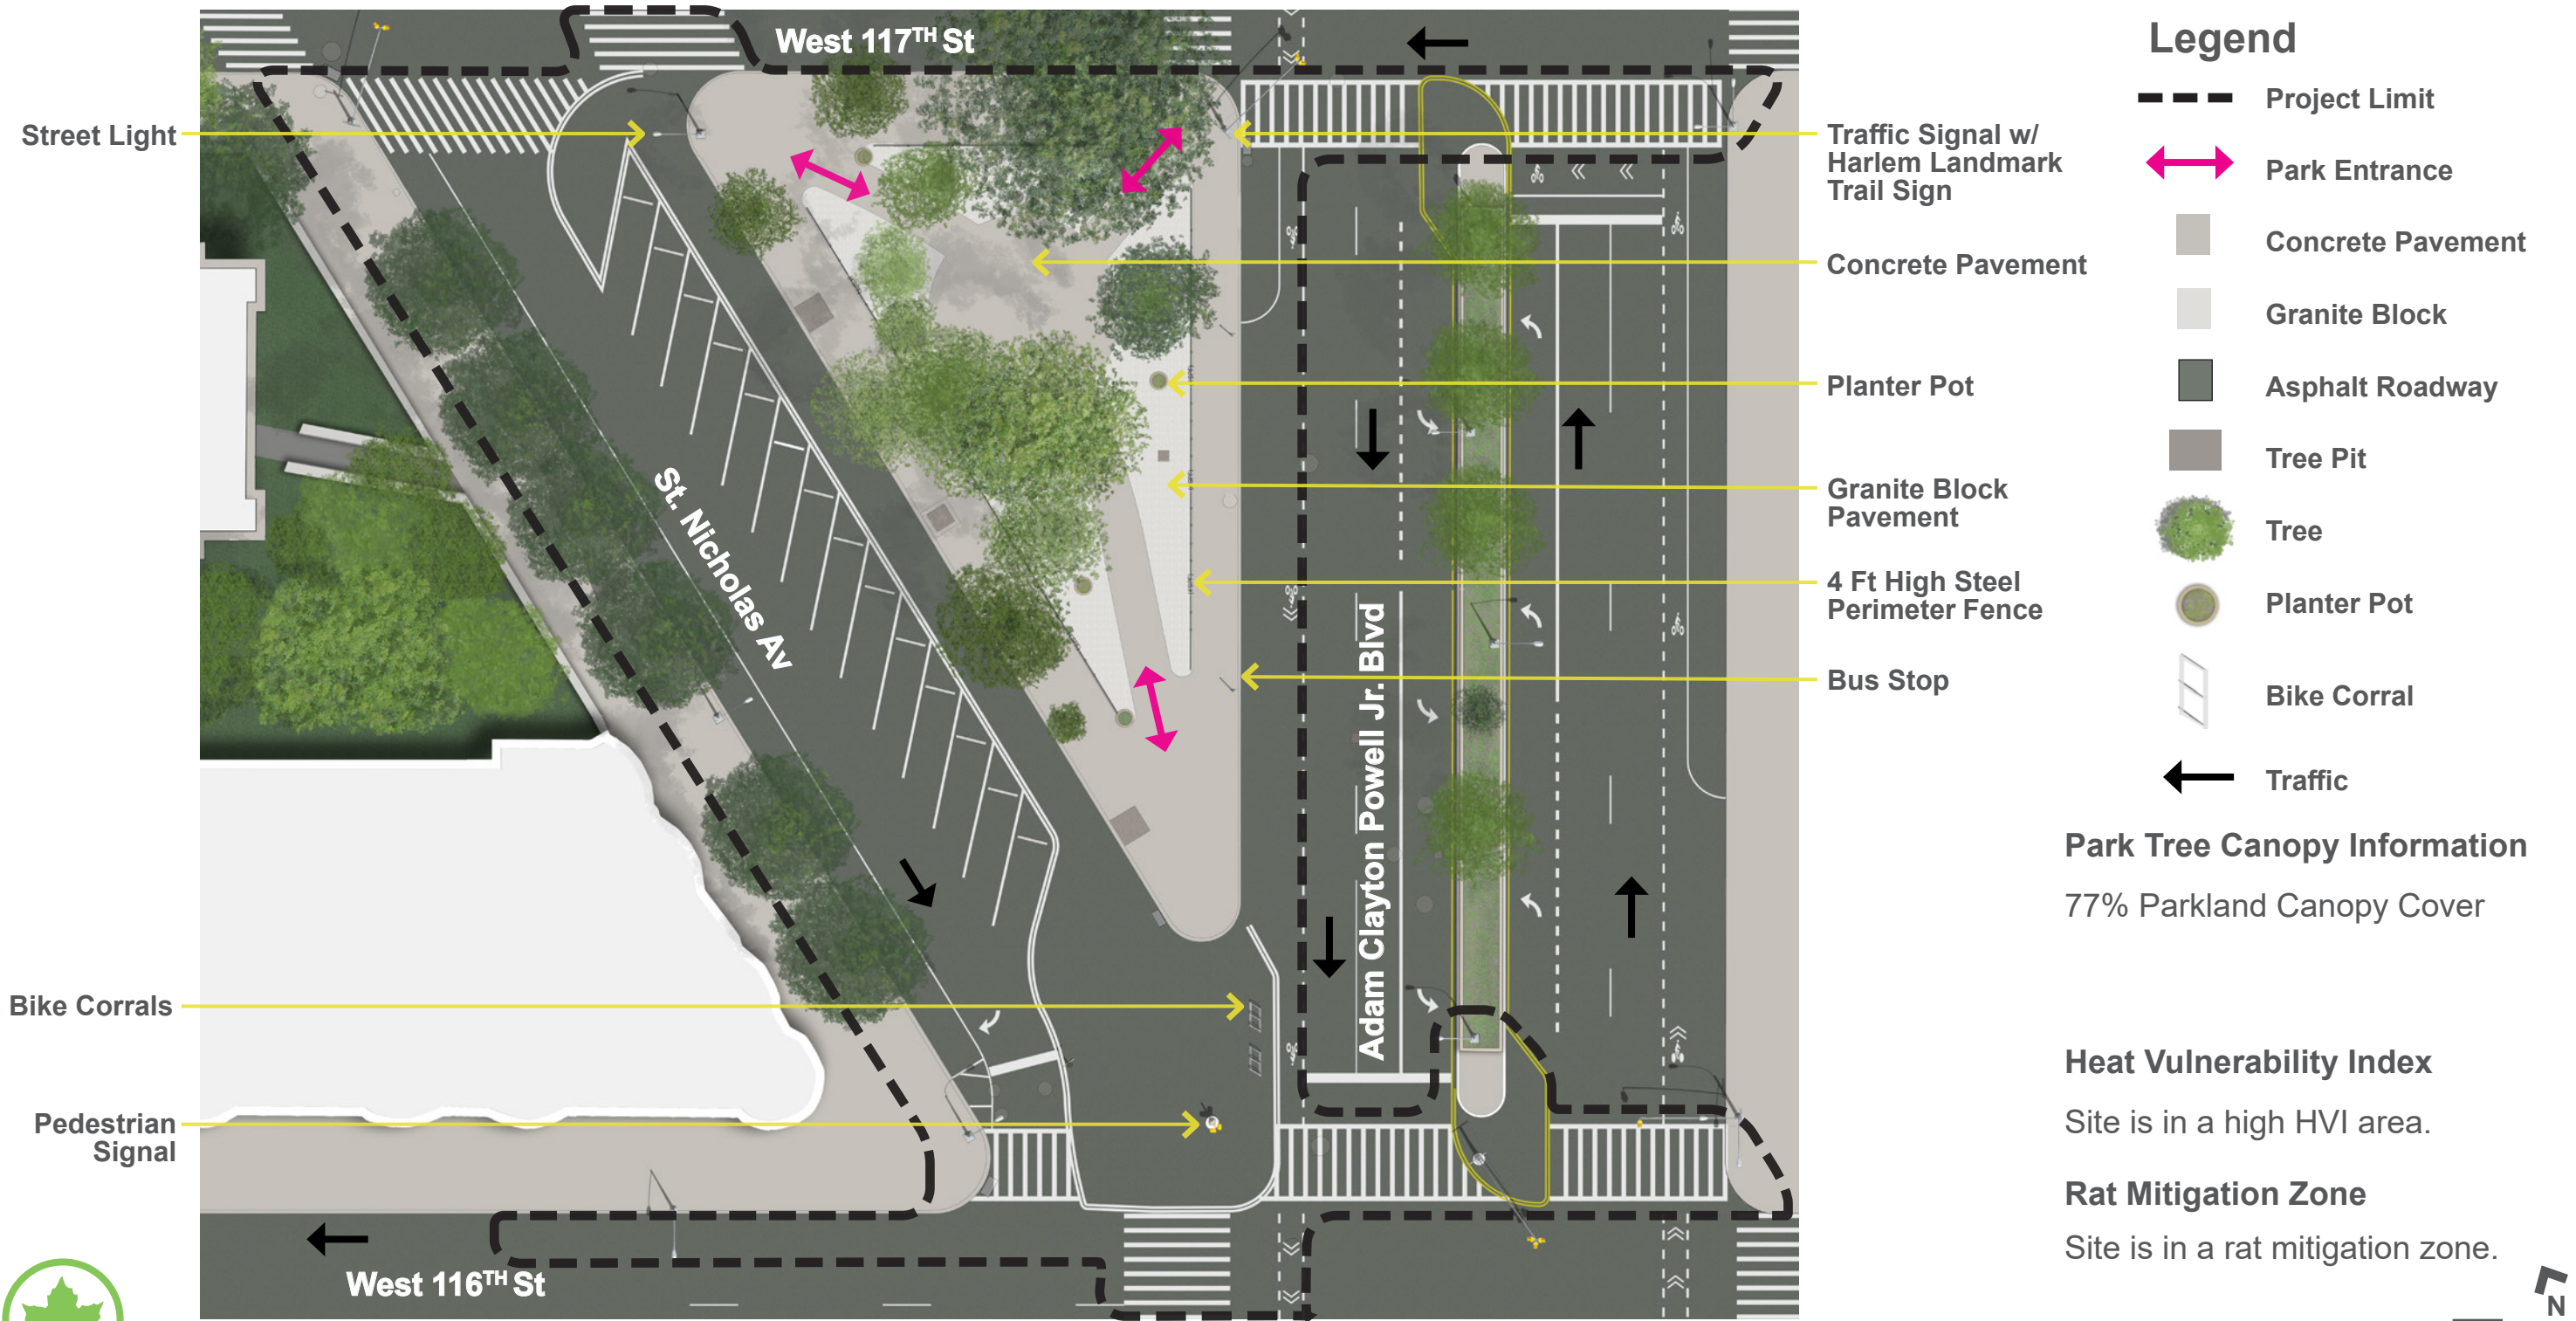 West 117TH St
Street Light
Traffic Signal w/
Harlem Landmark
Trail Sign
Concrete Pavement
Planter Pot
Granite Block
Pavement
4 Ft High Steel
Perimeter Fence
Bus Stop
St. Nicholas Av
Adam Clayton Powell Jr. Blvd
Bike Corrals
Pedestrian
Signal
West 116TH St
Legend
Project Limit
Park Entrance
Concrete Pavement
Granite Block
Asphalt Roadway
Tree Pit
Tree
Planter Pot
Bike Corral
Traffic
Park Tree Canopy Information
77% Parkland Canopy Cover
Heat Vulnerability Index
Site is in a high HVI area.
Rat Mitigation Zone
Site is in a rat mitigation zone.
N